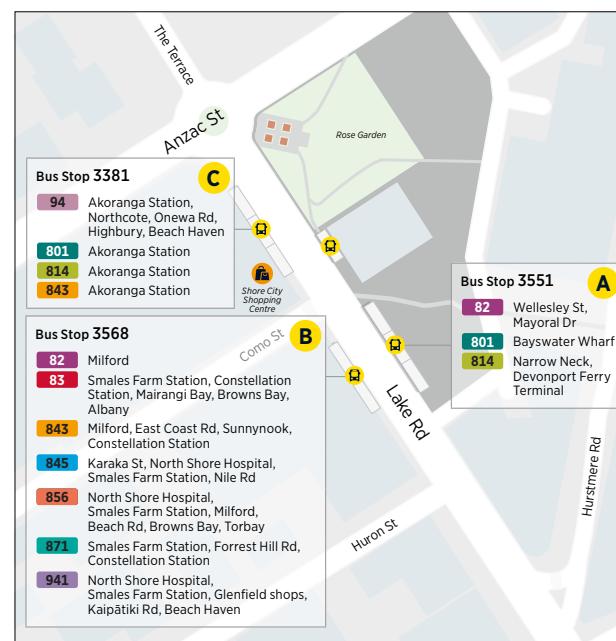 The Terrace
Anzac St
Rose Garden
Bus Stop 3381
C
94 Akoranga Station,
Northcote, Onewa Rd,
Highbury, Beach Haven
801 Akoranga Station
814 Akoranga Station
843 Akoranga Station
Shore City
Shopping
Centre
Bus Stop 3551
A
82 Wellesley St,
Mayoral Dr
801 Bayswater Wharf
814 Narrow Neck,
Devonport Ferry
Terminal
Bus Stop 3568
B
Como St
82 Milford
83 Smales Farm Station, Constellation
Station, Mairangi Bay, Browns Bay,
Albany
843 Milford, East Coast Rd, Sunnynook,
Constellation Station
845 Karaka St, North Shore Hospital,
Smales Farm Station, Nile Rd
856 North Shore Hospital,
Smales Farm Station, Milford,
Beach Rd, Browns Bay, Torbay
871 Smales Farm Station, Forrest Hill Rd,
Constellation Station
941 North Shore Hospital,
Smales Farm Station, Glenfield shops,
Kaipātiki Rd, Beach Haven
Lake Rd
Huron St
Hurstmere Rd